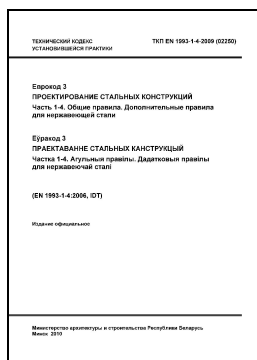 ТЕХНИЧЕСКИЙ КОДЕКС
УСТАНОВИВШЕЙСЯ ПРАКТИКИ
ТКП EN 1993-1-4-2009 (02250)
Еврокод 3
ПРОЕКТИРОВАНИЕ СТАЛЬНЫХ КОНСТРУКЦИЙ
Часть 1-4. Общие правила. Дополнительные правила
для нержавеющей стали
Еўракод 3
ПРАЕКТАВАННЕ СТАЛЬНЫХ КАНСТРУКЦЫЙ
Частка 1-4. Агульныя правілы. Дадатковыя правілы
для нержавеючай сталі
(EN 1993-1-4:2006, IDT)
Издание официальное
Министерство архитектуры и строительства Республики Беларусь
Минск 2010